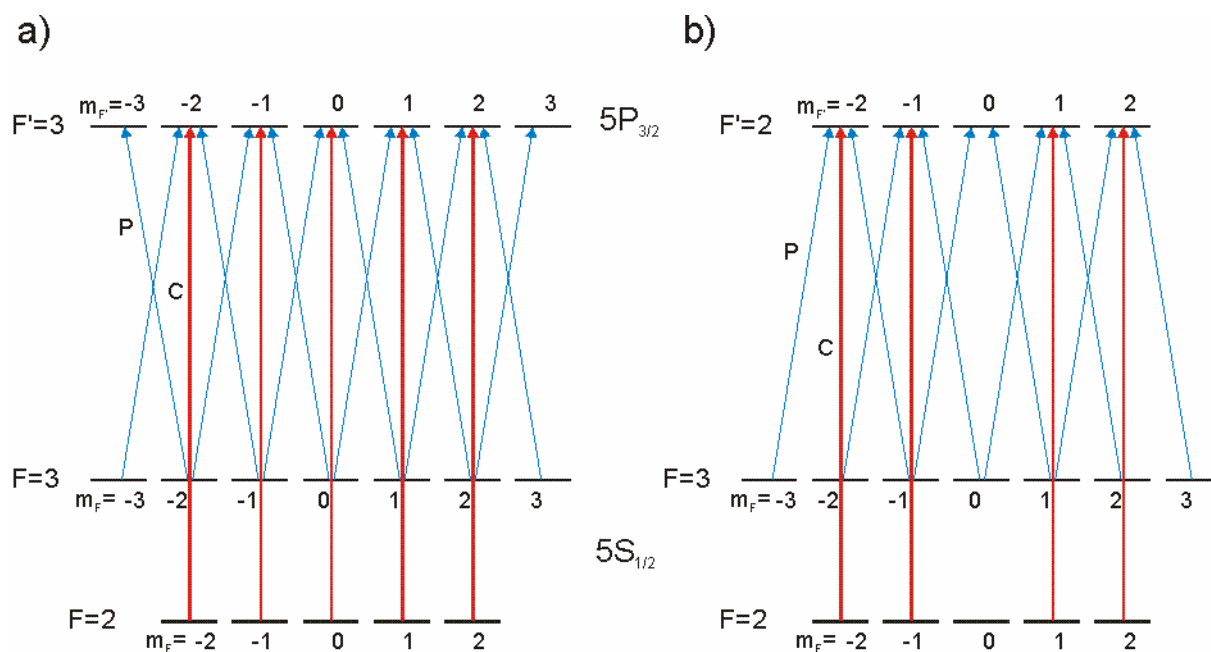 a)
b)
m_F'= -3 -2 -1 0 1 2 3
F'=3
5P_3/2
m_F'= -2 -1 0 1 2
F'=2
P
C
P
C
F=3
m_F= -3 -2 -1 0 1 2 3
F=3
m_F= -3 -2 -1 0 1 2 3
5S_1/2
F=2
m_F= -2 -1 0 1 2
F=2
m_F= -2 -1 0 1 2